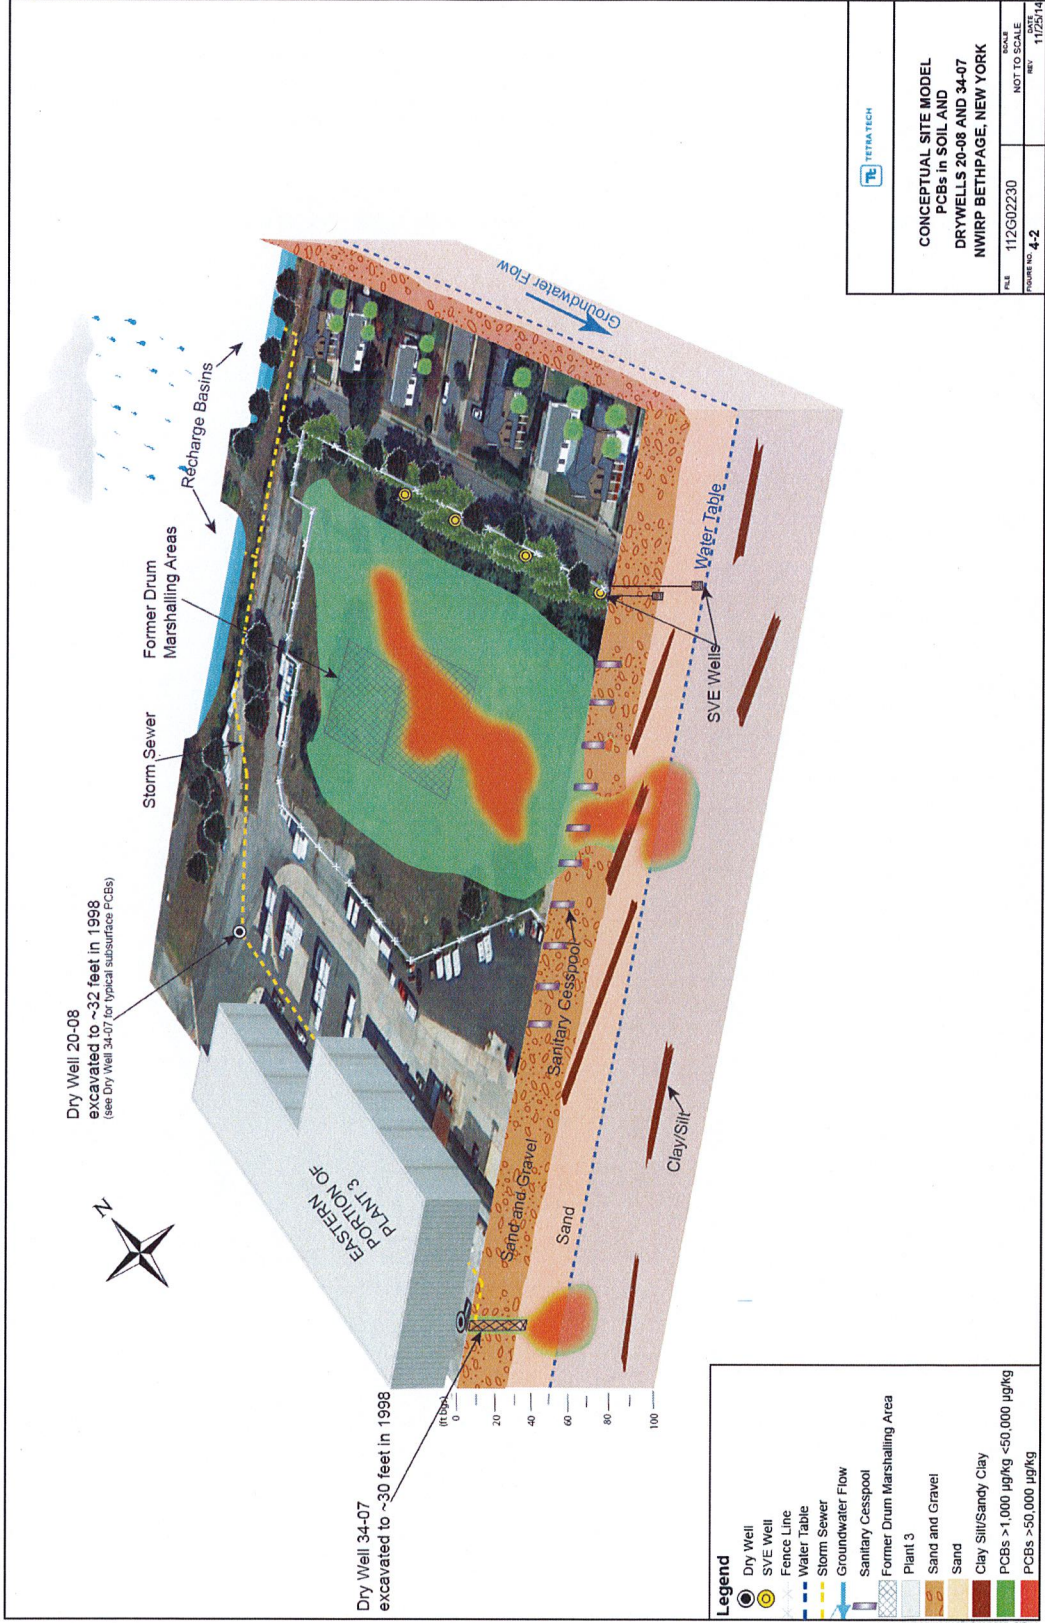 Dry Well 20-08
excavated to ~32 feet in 1998
(see Dry Well 34-07 for typical subsurface PCBs)
Storm Sewer
Former Drum
Marshalling Areas
Recharge Basins
N
EASTERN
PORTION OF
PLANT 3
Dry Well 34-07
excavated to ~30 feet in 1998
(ft bgs)
0
20
40
60
80
100
Sand and Gravel
Sand
Sanitary Cesspool
Clay/Silt
SVE Wells
Water Table
Groundwater Flow
Legend
Dry Well
SVE Well
Fence Line
Water Table
Storm Sewer
Groundwater Flow
Sanitary Cesspool
Former Drum Marshalling Area
Plant 3
Sand and Gravel
Sand
Clay Silt/Sandy Clay
PCBs >1,000 µg/kg <50,000 µg/kg
PCBs >50,000 µg/kg
Tt TETRA TECH
CONCEPTUAL SITE MODEL
PCBs in SOIL AND
DRYWELLS 20-08 AND 34-07
NWIRP BETHPAGE, NEW YORK
FILE 112G02230
SCALE NOT TO SCALE
FIGURE NO. 4-2
REV
DATE 11/25/14